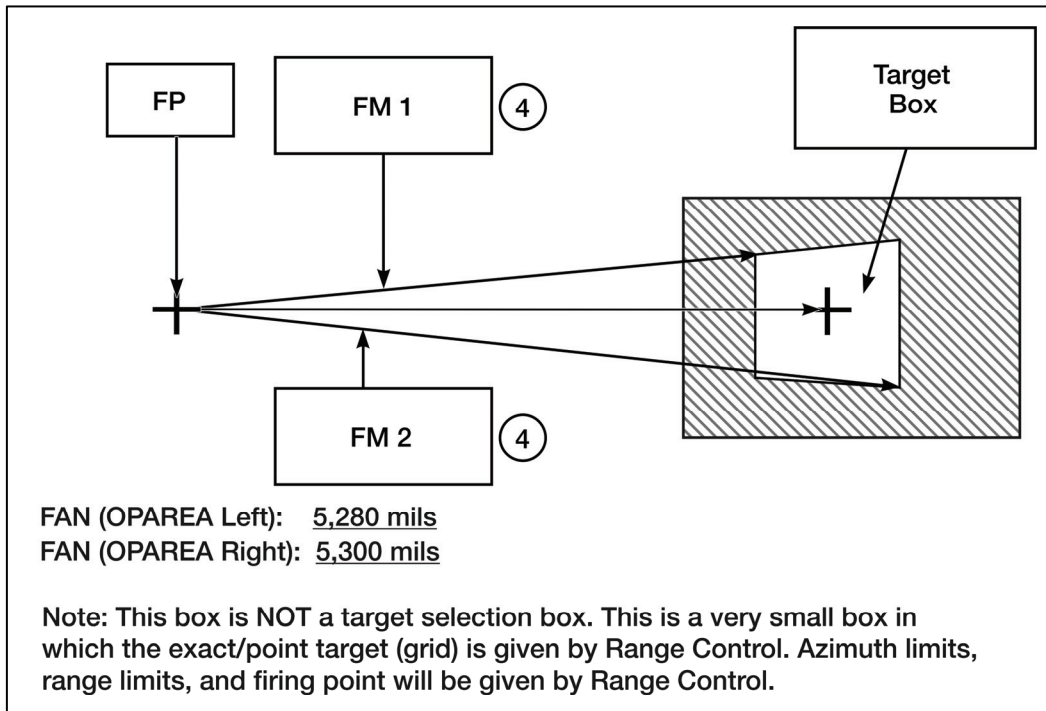 FP
FM 1
4
Target
Box
FM 2
4
FAN (OPAREA Left): 5,280 mils
FAN (OPAREA Right): 5,300 mils
Note: This box is NOT a target selection box. This is a very small box in
which the exact/point target (grid) is given by Range Control. Azimuth limits,
range limits, and firing point will be given by Range Control.